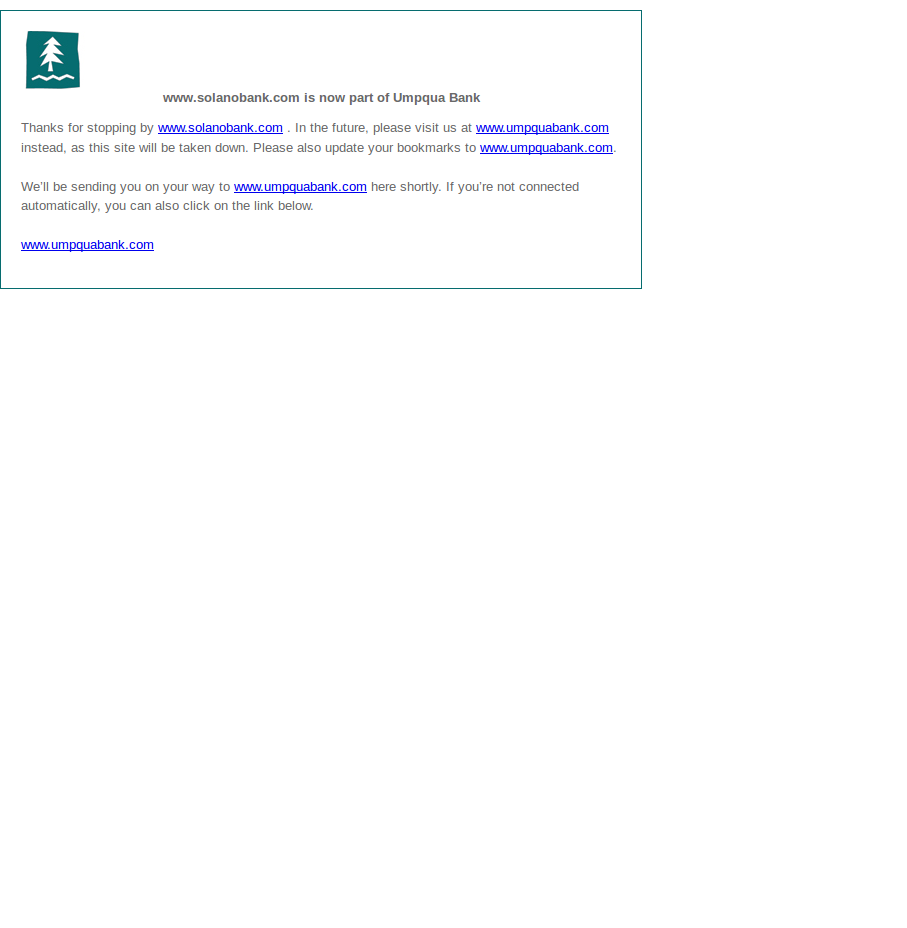 www.solanobank.com is now part of Umpqua Bank
Thanks for stopping by www.solanobank.com . In the future, please visit us at www.umpquabank.com
instead, as this site will be taken down. Please also update your bookmarks to www.umpquabank.com.
We’ll be sending you on your way to www.umpquabank.com here shortly. If you’re not connected
automatically, you can also click on the link below.
www.umpquabank.com